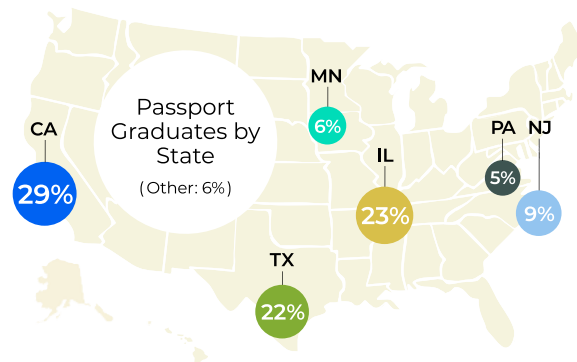 Passport
Graduates by
State
(Other: 6%)
CA
29%
MN
6%
IL
23%
TX
22%
PA
5%
NJ
9%